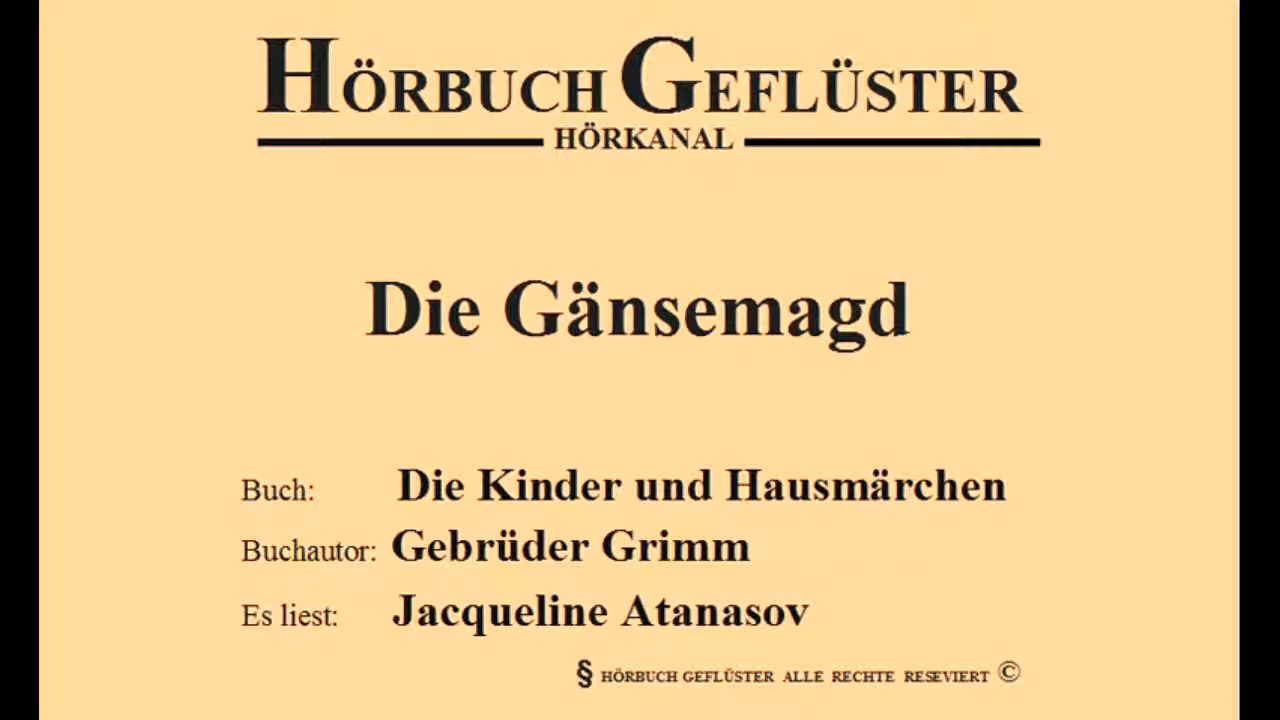 HÖRBUCH GEFLÜSTER
HÖRKANAL
Die Gänsemagd
Buch: Die Kinder und Hausmärchen
Buchautor: Gebrüder Grimm
Es liest: Jacqueline Atanasov
§ HÖRBUCH GEFLÜSTER ALLE RECHTE RESEVIERT ©